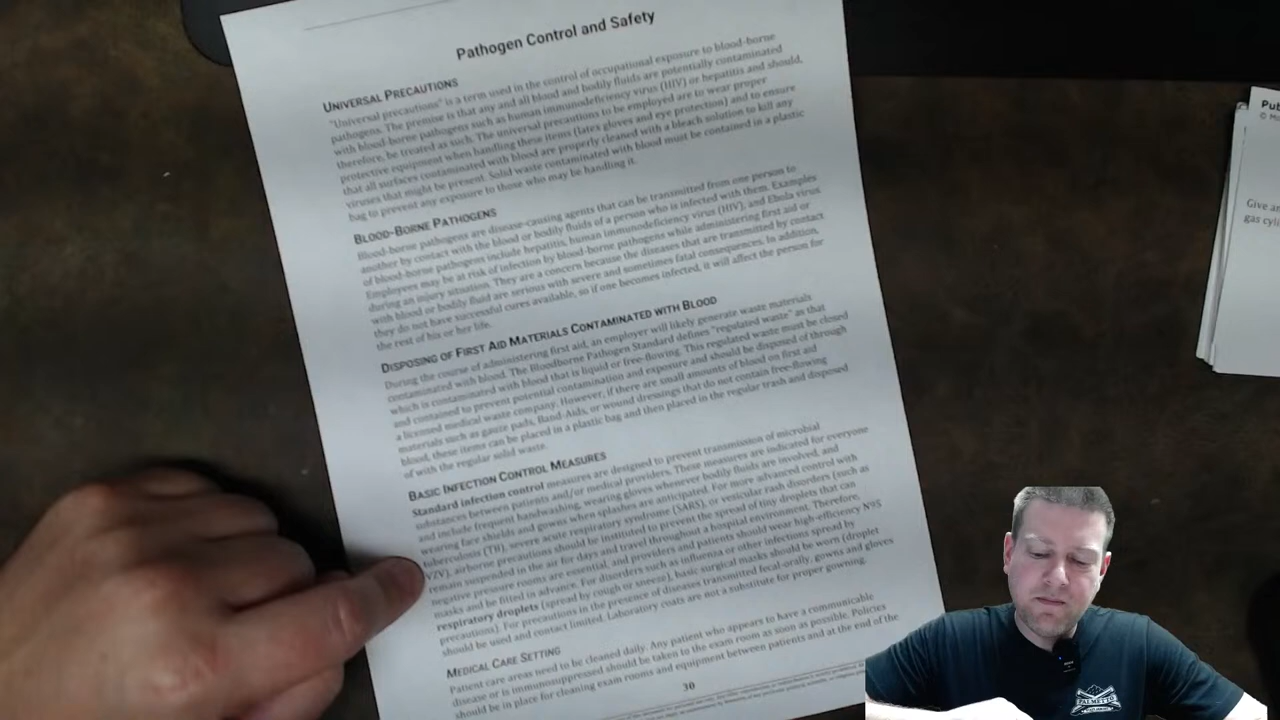 Pathogen Control and Safety
UNIVERSAL PRECAUTIONS
"Universal precautions" is a term used in the control of occupational exposure to blood-borne
pathogens. The premise is that any and all blood and bodily fluids are potentially contaminated
with blood-borne pathogens such as human immunodeficiency virus (HIV) or hepatitis and should,
therefore, be treated as such. The universal precautions to be employed are to wear proper
protective equipment when handling these items (latex gloves and eye protection) and to ensure
that all surfaces contaminated with blood are properly cleaned with a bleach solution to kill any
viruses that might be present. Solid waste contaminated with blood must be contained in a plastic
bag to prevent any exposure to those who may be handling it.
BLOOD-BORNE PATHOGENS
Blood-borne pathogens are disease-causing agents that can be transmitted from one person to
another by contact with the blood or bodily fluids of a person who is infected with them. Examples
of blood-borne pathogens include hepatitis, human immunodeficiency virus (HIV), and Ebola virus
Employees may be at risk of infection by blood-borne pathogens while administering first aid or
during an injury situation. They are a concern because the diseases that are transmitted by contact
with blood or bodily fluid are serious with severe and sometimes fatal consequences. In addition,
they do not have successful cures available, so if one becomes infected, it will affect the person for
the rest of his or her life.
DISPOSING OF FIRST AID MATERIALS CONTAMINATED WITH BLOOD
During the course of administering first aid, an employer will likely generate waste materials
contaminated with blood. The Bloodborne Pathogen Standard defines "regulated waste" as that
which is contaminated with blood that is liquid or free-flowing. This regulated waste must be closed
and contained to prevent potential contamination and exposure and should be disposed of through
a licensed medical waste company. However, if there are small amounts of blood on first aid
materials such as gauze pads, Band-Aids, or wound dressings that do not contain free-flowing
blood, these items can be placed in a plastic bag and then placed in the regular trash and disposed
of with the regular solid waste.
BASIC INFECTION CONTROL MEASURES
Standard infection control measures are designed to prevent transmission of microbial
substances between patients and/or medical providers. These measures are indicated for everyone
and include frequent handwashing, wearing gloves whenever bodily fluids are involved, and
wearing face shields and gowns when splashes are anticipated. For more advanced control with
tuberculosis (TB), severe acute respiratory syndrome (SARS), or vesicular rash disorders (such as
VZV), airborne precautions should be instituted to prevent the spread of tiny droplets that can
remain suspended in the air for days and travel throughout a hospital environment. Therefore,
negative pressure rooms are essential, and providers and patients should wear high-efficiency N95
masks and be fitted in advance. For disorders such as influenza or other infections spread by
respiratory droplets (spread by cough or sneeze), basic surgical masks should be worn (droplet
precautions). For precautions in the presence of diseases transmitted fecal-orally, gowns and gloves
should be used and contact limited. Laboratory coats are not a substitute for proper gowning
MEDICAL CARE SETTING
Patient care areas need to be cleaned daily. Any patient who appears to have a communicable
disease or is immunosuppressed should be taken to the exam room as soon as possible. Policies
should be in place for cleaning exam rooms and equipment between patients and at the end of the
30
Give an
gas cyli
PALMETTO